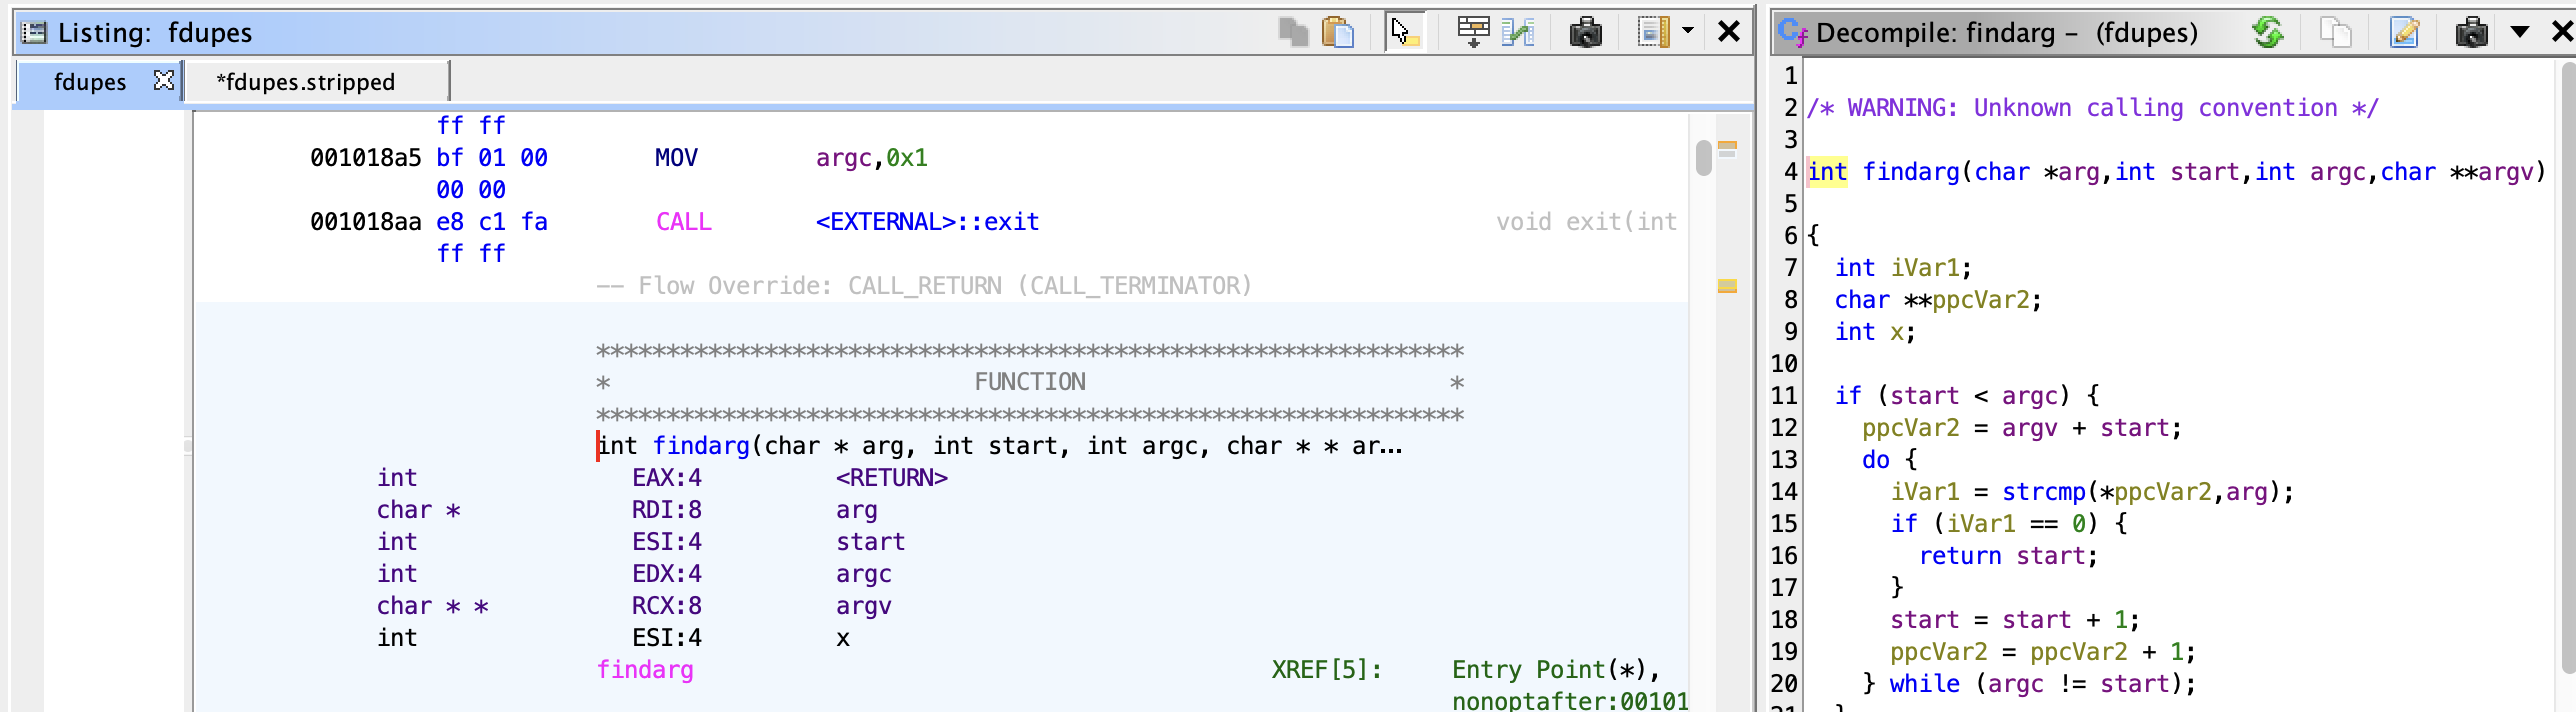 Listing: fdupes
fdupes
*fdupes.stripped
ff ff
001018a5 bf 01 00 MOV argc,0x1
00 00
001018aa e8 c1 fa CALL <EXTERNAL>::exit void exit(int
ff ff
-- Flow Override: CALL_RETURN (CALL_TERMINATOR)
**************************************************************
* FUNCTION *
**************************************************************
int findarg(char * arg, int start, int argc, char * * ar...
int EAX:4 <RETURN>
char * RDI:8 arg
int ESI:4 start
int EDX:4 argc
char * * RCX:8 argv
int ESI:4 x
findarg XREF[5]: Entry Point(*),
nonoptafter:00101
Decompile: findarg - (fdupes)
1
2 /* WARNING: Unknown calling convention */
3
4 int findarg(char *arg,int start,int argc,char **argv)
5
6 {
7 int iVar1;
8 char **ppcVar2;
9 int x;
10
11 if (start < argc) {
12 ppcVar2 = argv + start;
13 do {
14 iVar1 = strcmp(*ppcVar2,arg);
15 if (iVar1 == 0) {
16 return start;
17 }
18 start = start + 1;
19 ppcVar2 = ppcVar2 + 1;
20 } while (argc != start);